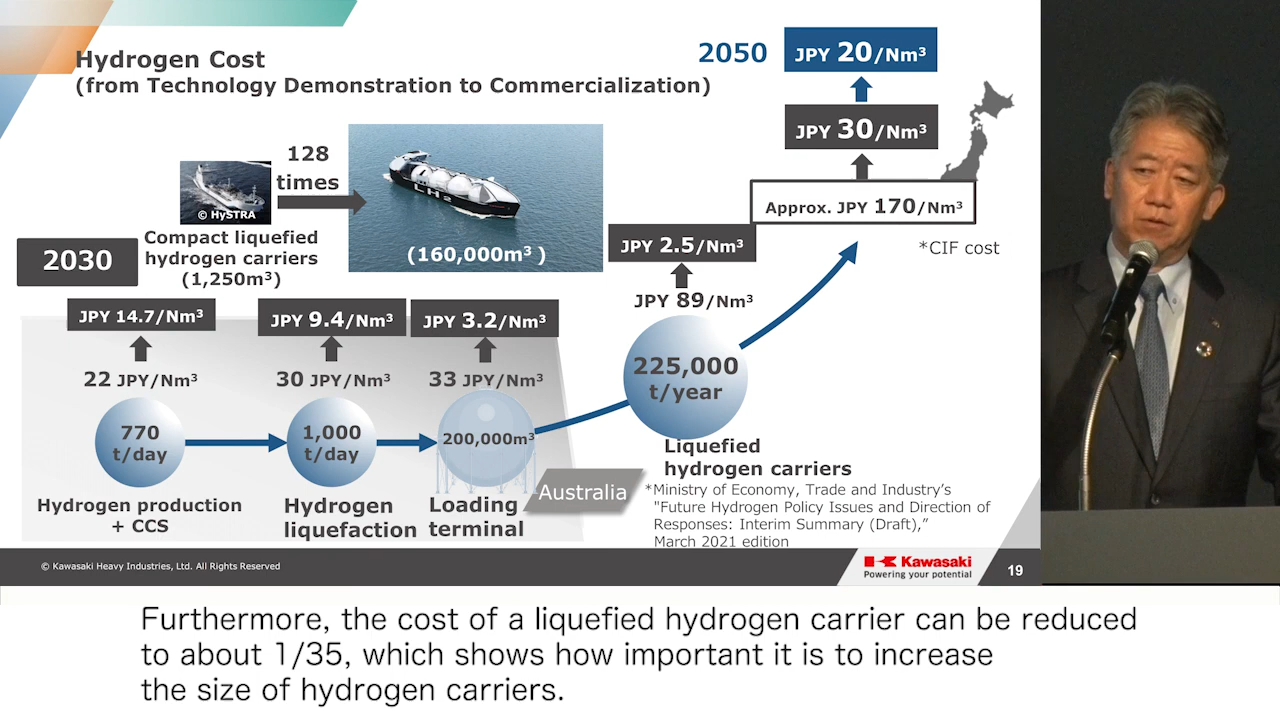 Hydrogen Cost
(from Technology Demonstration to Commercialization)
2050
JPY 20/Nm³
JPY 30/Nm³
Approx. JPY 170/Nm³
*CIF cost
128
times
© HySTRA
Compact liquefied
hydrogen carriers
(1,250m³)
LH2
(160,000m³ )
2030
JPY 14.7/Nm³
JPY 9.4/Nm³
JPY 3.2/Nm³
JPY 2.5/Nm³
22 JPY/Nm³
30 JPY/Nm³
33 JPY/Nm³
JPY 89/Nm³
770
t/day
1,000
t/day
200,000m³
225,000
t/year
Hydrogen production
+ CCS
Hydrogen
liquefaction
Loading
terminal
Australia
Liquefied
hydrogen carriers
*Ministry of Economy, Trade and Industry’s
"Future Hydrogen Policy Issues and Direction of
Responses: Interim Summary (Draft),”
March 2021 edition
© Kawasaki Heavy Industries, Ltd. All Rights Reserved
Kawasaki
Powering your potential
19
Furthermore, the cost of a liquefied hydrogen carrier can be reduced
to about 1/35, which shows how important it is to increase
the size of hydrogen carriers.